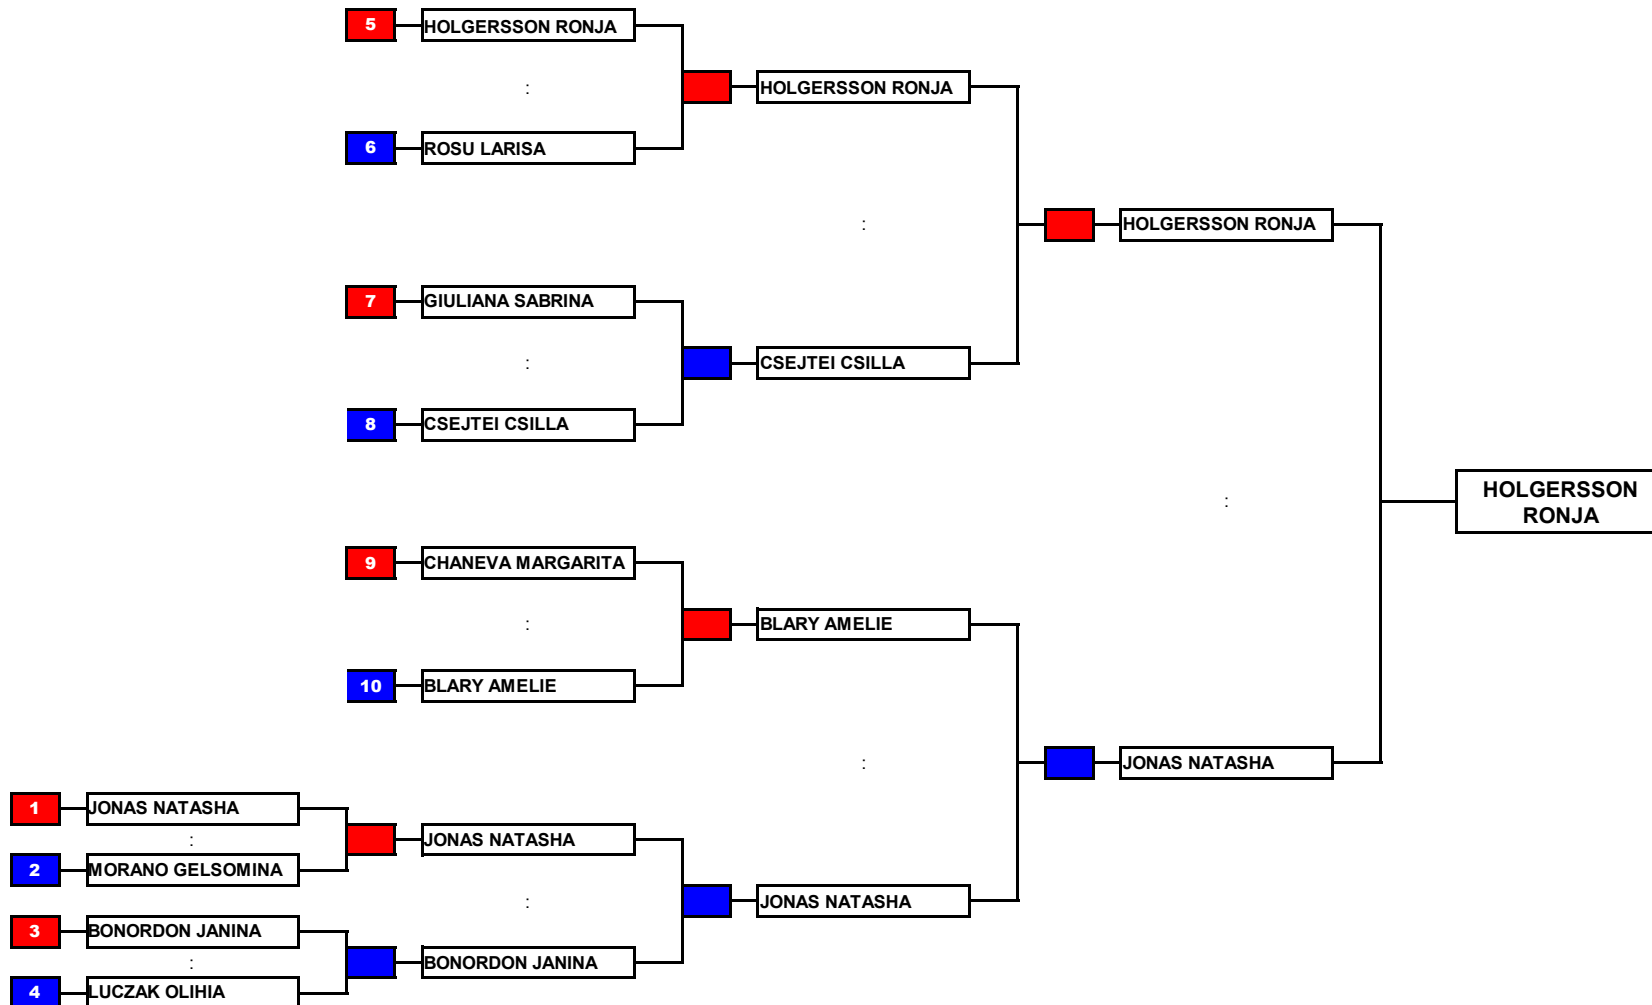 5 HOLGERSSON RONJA
HOLGERSSON RONJA
:
6 ROSU LARISA
: HOLGERSSON RONJA
7 GIULIANA SABRINA
: CSEJTEI CSILLA
8 CSEJTEI CSILLA
HOLGERSSON
RONJA
:
9 CHANEVA MARGARITA
: BLARY AMELIE
10 BLARY AMELIE
: JONAS NATASHA
1 JONAS NATASHA
: JONAS NATASHA
2 MORANO GELSOMINA
: JONAS NATASHA
3 BONORDON JANINA
: BONORDON JANINA
4 LUCZAK OLIHIA